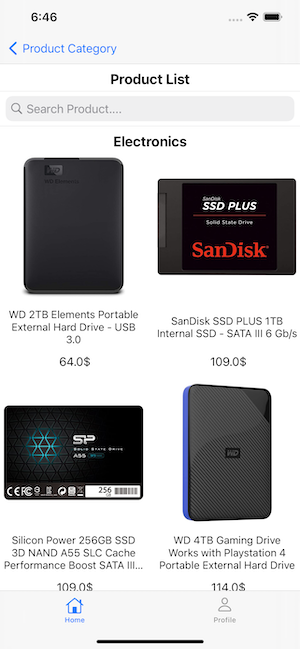 6:46
Product Category
Product List
Search Product....
Electronics
WD Elements
SanDisk
SSD PLUS
Solid State Drive
SanDisk
WD 2TB Elements Portable
External Hard Drive - USB
3.0
64.0$
SanDisk SSD PLUS 1TB
Internal SSD - SATA III 6 Gb/s
109.0$
SP
SOLID STATE DRIVE
A55
256
WD
Silicon Power 256GB SSD
3D NAND A55 SLC Cache
Performance Boost SATA III...
109.0$
WD 4TB Gaming Drive
Works with Playstation 4
Portable External Hard Drive
114.0$
Home
Profile